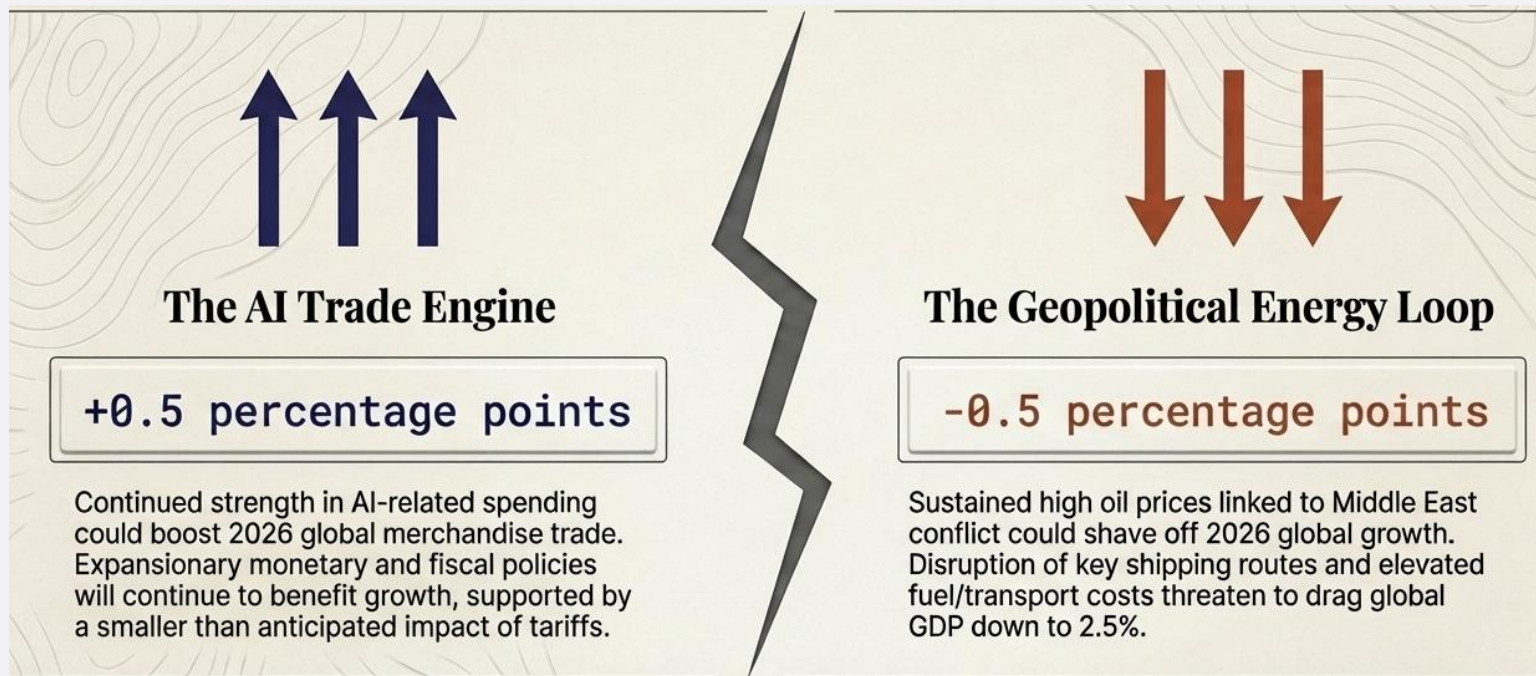 The AI Trade Engine
+0.5 percentage points
Continued strength in AI-related spending
could boost 2026 global merchandise trade.
Expansionary monetary and fiscal policies
will continue to benefit growth, supported by
a smaller than anticipated impact of tariffs.
The Geopolitical Energy Loop
-0.5 percentage points
Sustained high oil prices linked to Middle East
conflict could shave off 2026 global growth.
Disruption of key shipping routes and elevated
fuel/transport costs threaten to drag global
GDP down to 2.5%.